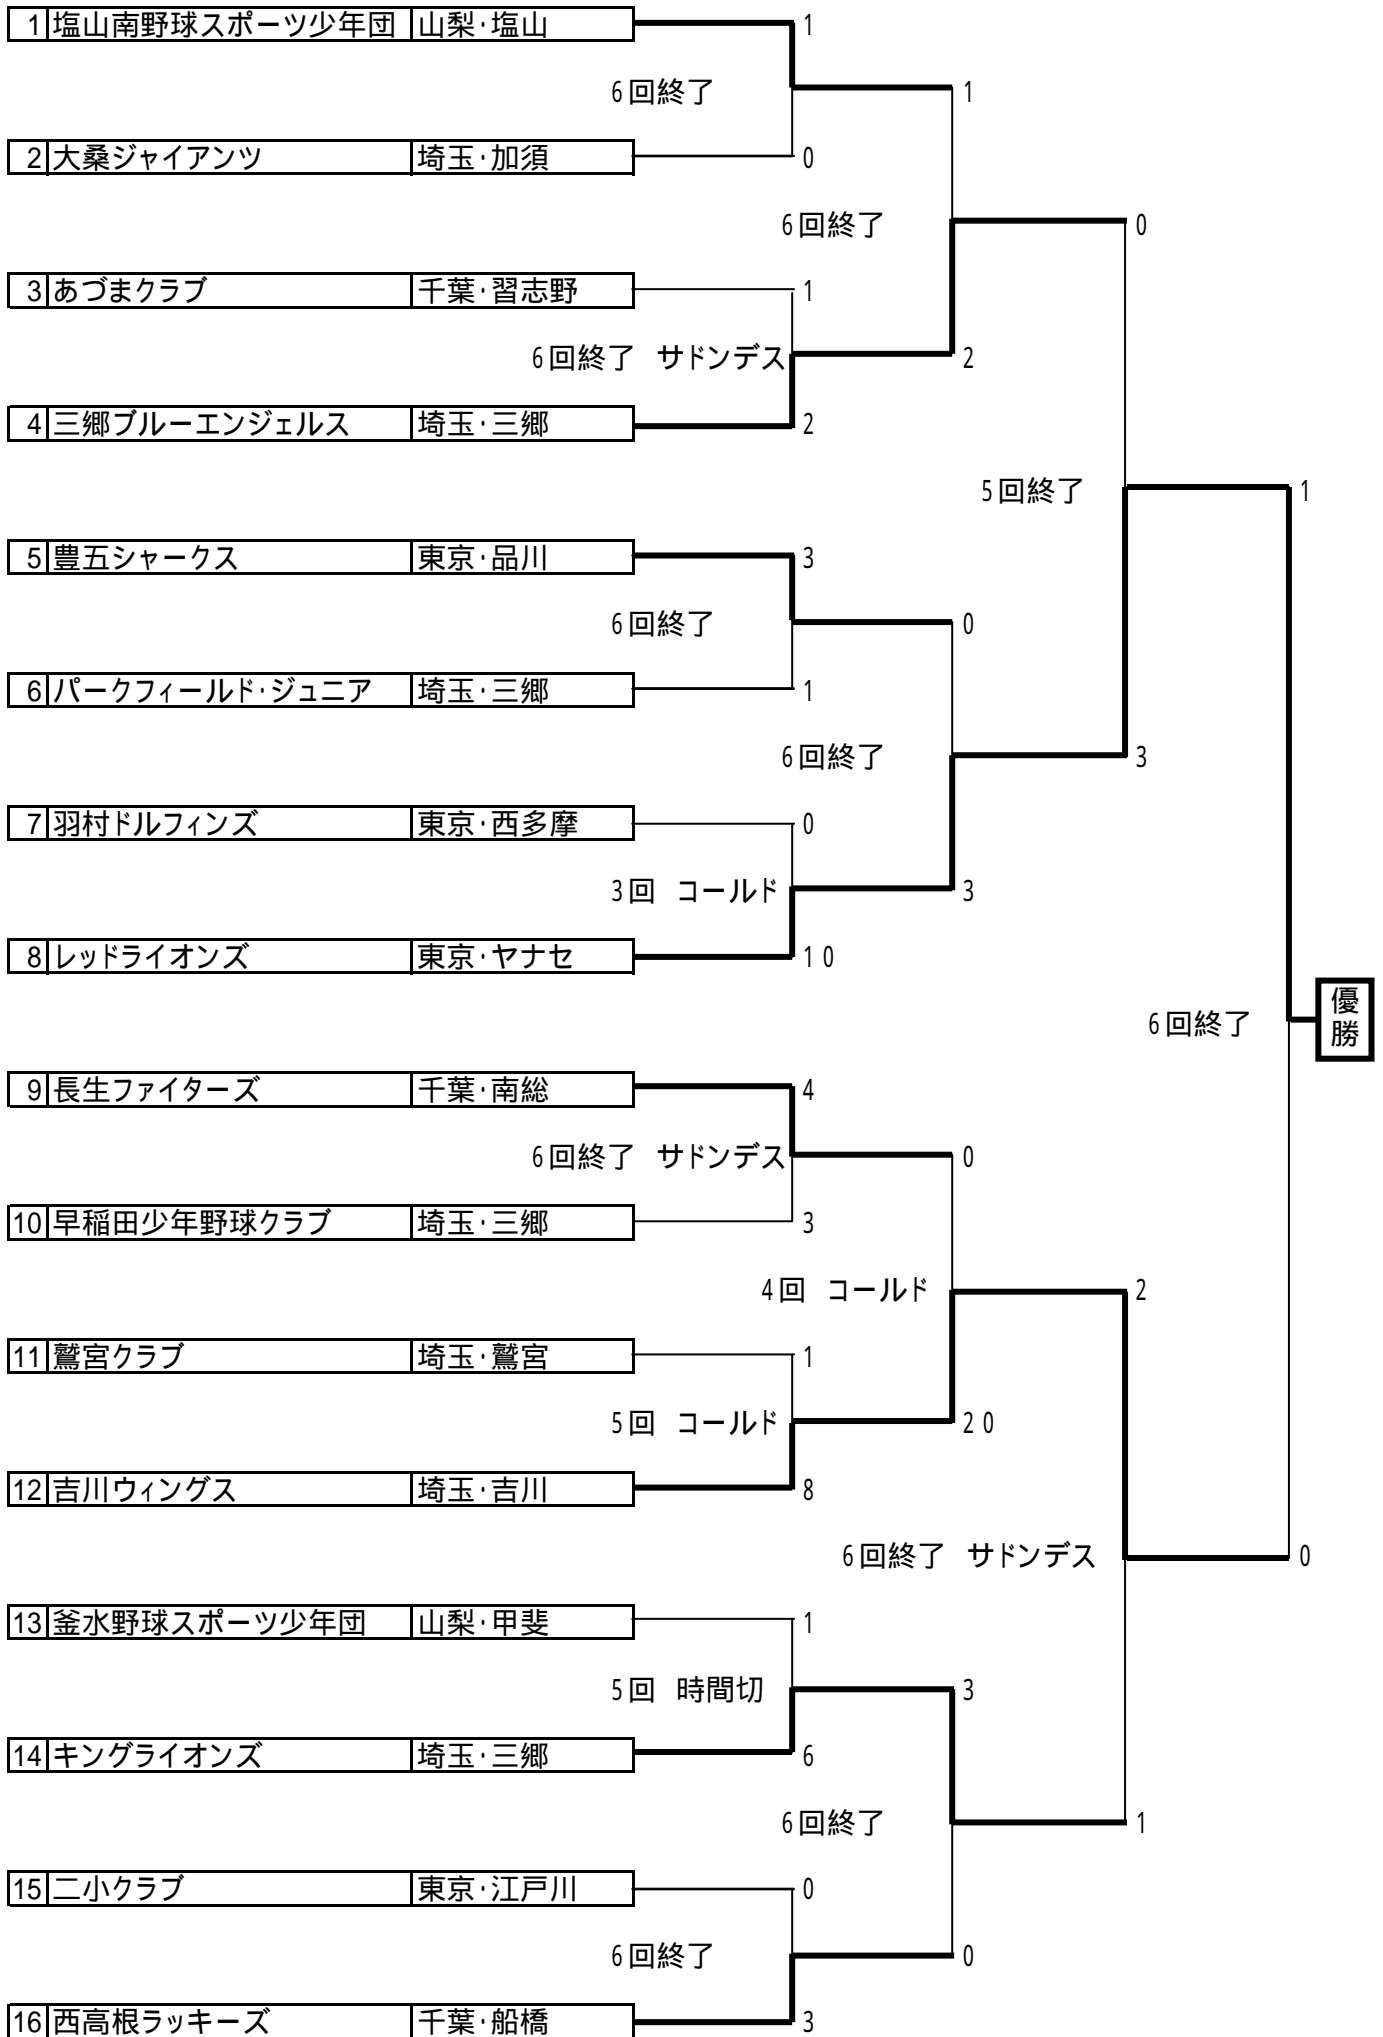 1 塩山南野球スポーツ少年団 山梨・塩山 1
6回終了 1
2 大桑ジャイアンツ 埼玉・加須 0
6回終了 0
3 あづまクラブ 千葉・習志野 1
6回終了 サドンデス 2
4 三郷ブルーエンジェルス 埼玉・三郷 2
5回終了 1
5 豊五シャークス 東京・品川 3
6回終了 0
6 パークフィールド・ジュニア 埼玉・三郷 1
6回終了 3
7 羽村ドルフィンズ 東京・西多摩 0
3回 コールド 3
8 レッドライオンズ 東京・ヤナセ 10
6回終了 優勝
9 長生ファイターズ 千葉・南総 4
6回終了 サドンデス 0
10 早稲田少年野球クラブ 埼玉・三郷 3
4回 コールド 2
11 鷲宮クラブ 埼玉・鷲宮 1
5回 コールド 20
12 吉川ウィングス 埼玉・吉川 8
6回終了 サドンデス 0
13 釜水野球スポーツ少年団 山梨・甲斐 1
5回 時間切 3
14 キングライオンズ 埼玉・三郷 6
6回終了 1
15 二小クラブ 東京・江戸川 0
6回終了 0
16 西高根ラッキーズ 千葉・船橋 3